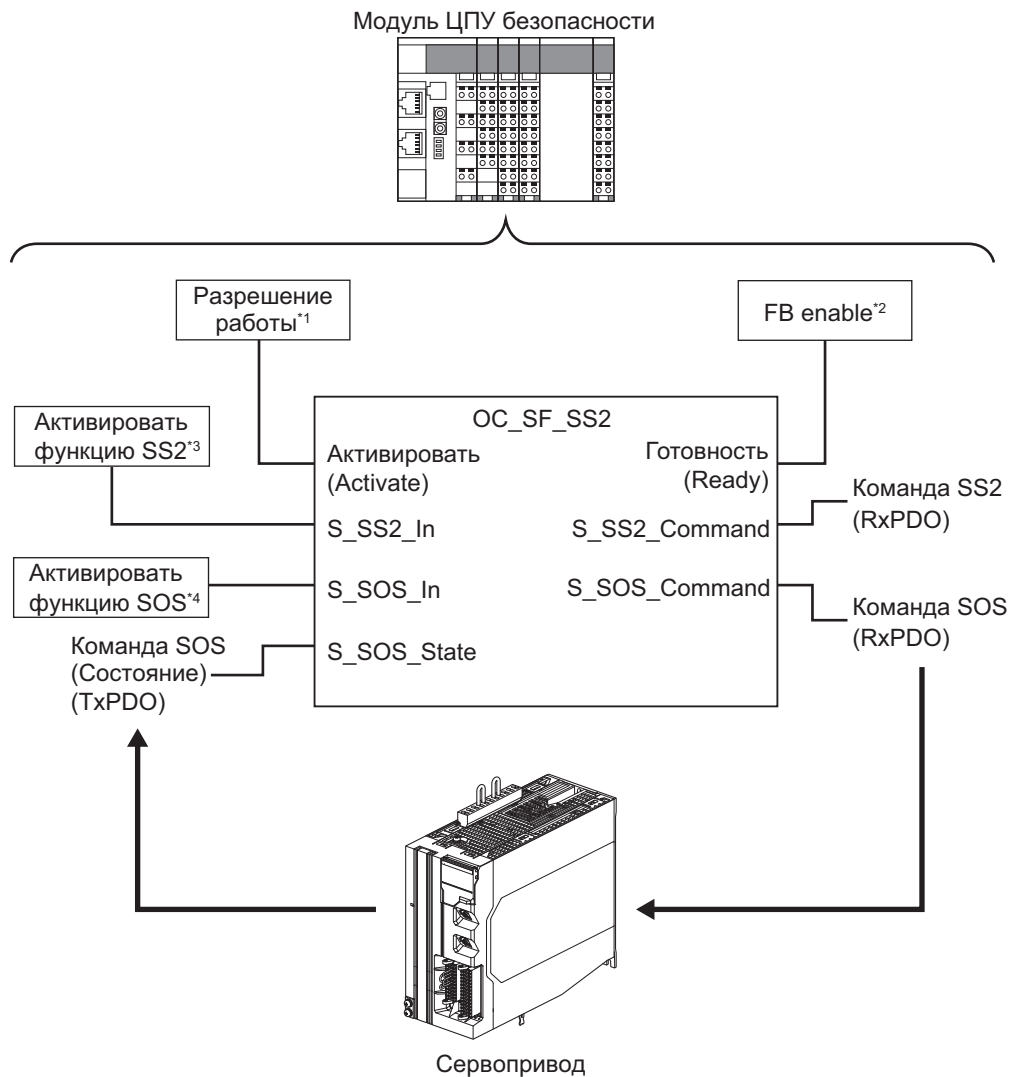 Модуль ЦПУ безопасности
Разрешение
работы*1
FB enable*2
OC_SF_SS2
Активировать
функцию SS2*3
Активировать
(Activate)
Готовность
(Ready)
Команда SS2
(RxPDO)
S_SS2_In
S_SS2_Command
Активировать
функцию SOS*4
S_SOS_In
S_SOS_Command
Команда SOS
(RxPDO)
Команда SOS
(Состояние)
(TxPDO)
S_SOS_State
Сервопривод